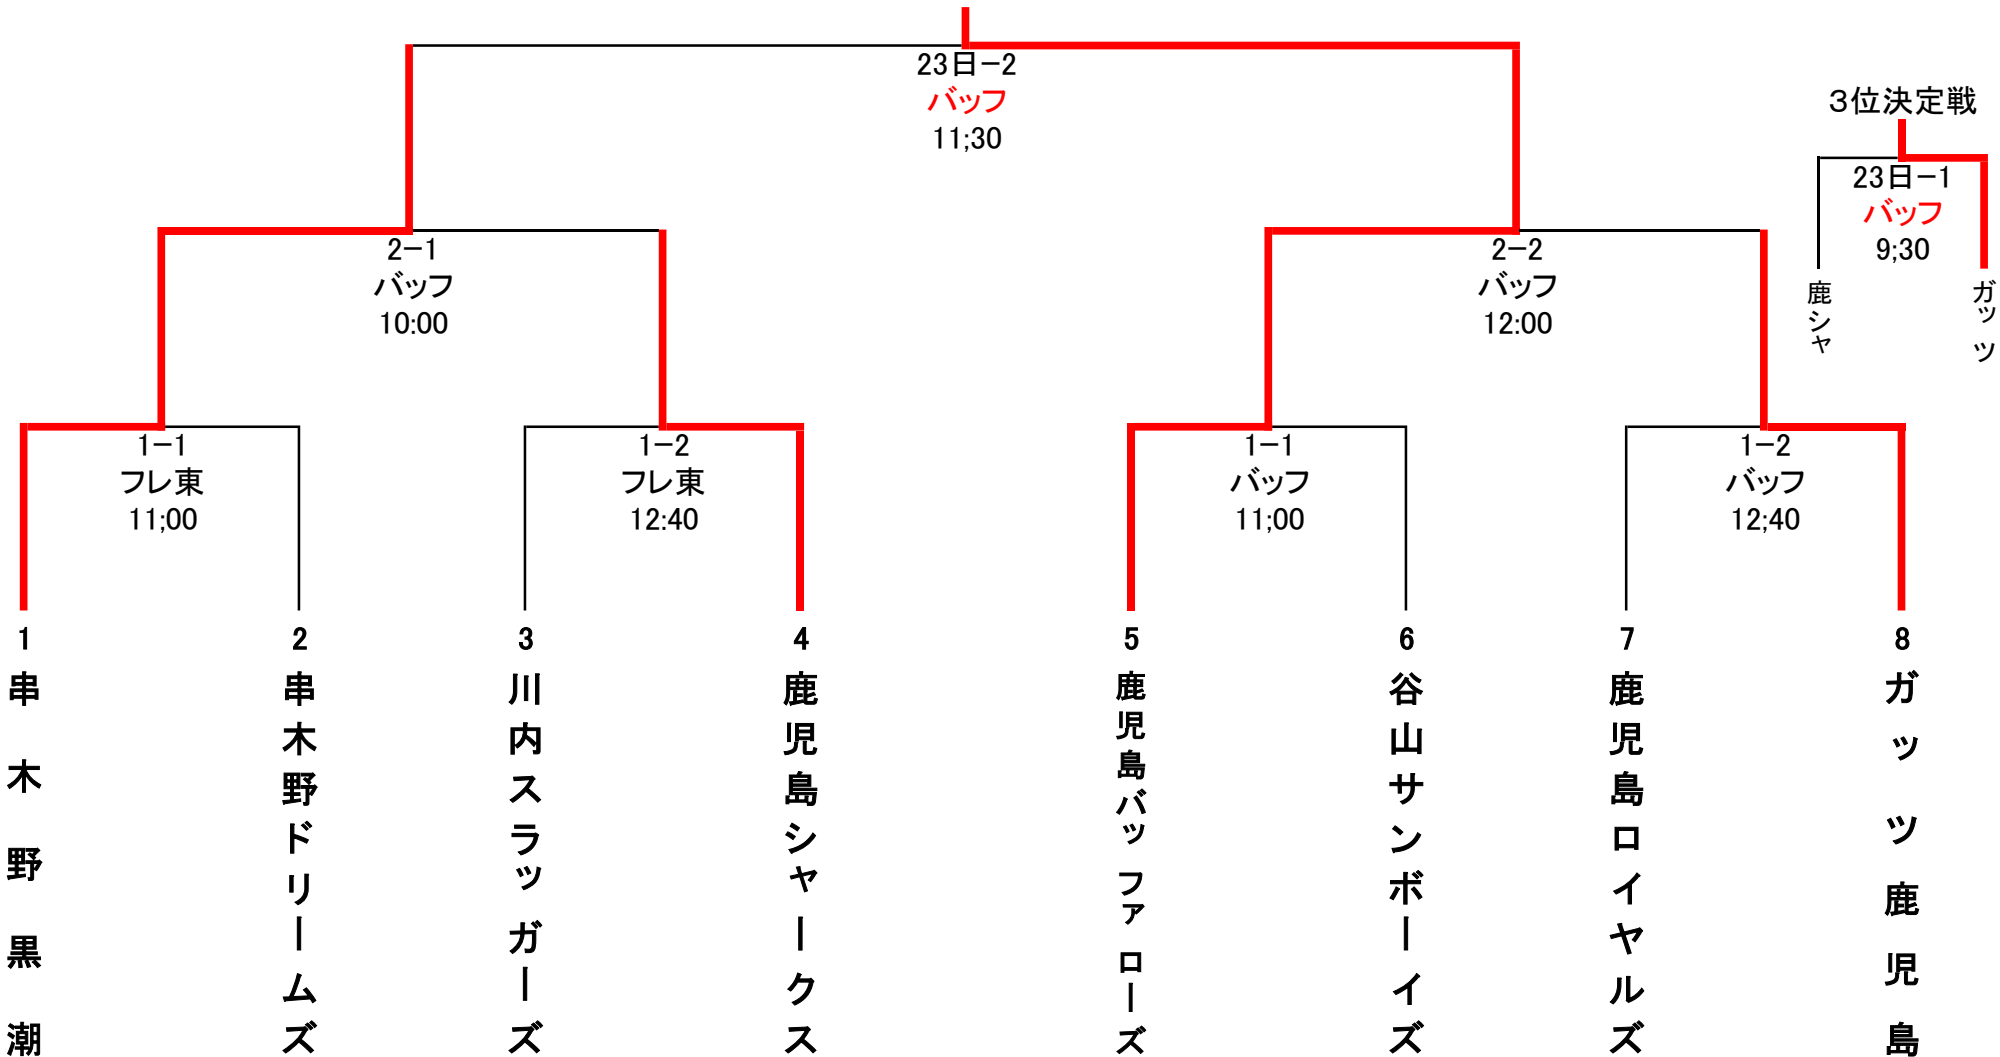 23日－2
バッフ
11;30
３位決定戦
23日－1
バッフ
9;30
鹿シャ
ガッツ
2－1
バッフ
10:00
2－2
バッフ
12:00
1－1
フレ東
11;00
1－2
フレ東
12:40
1－1
バッフ
11;00
1－2
バッフ
12;40
1
2
3
4
5
6
7
8
串木野黒潮
串木野ドリームズ
川内スラッガーズ
鹿児島シャークス
鹿児島バッファローズ
谷山サンボーイズ
鹿児島ロイヤルズ
ガッツ鹿児島